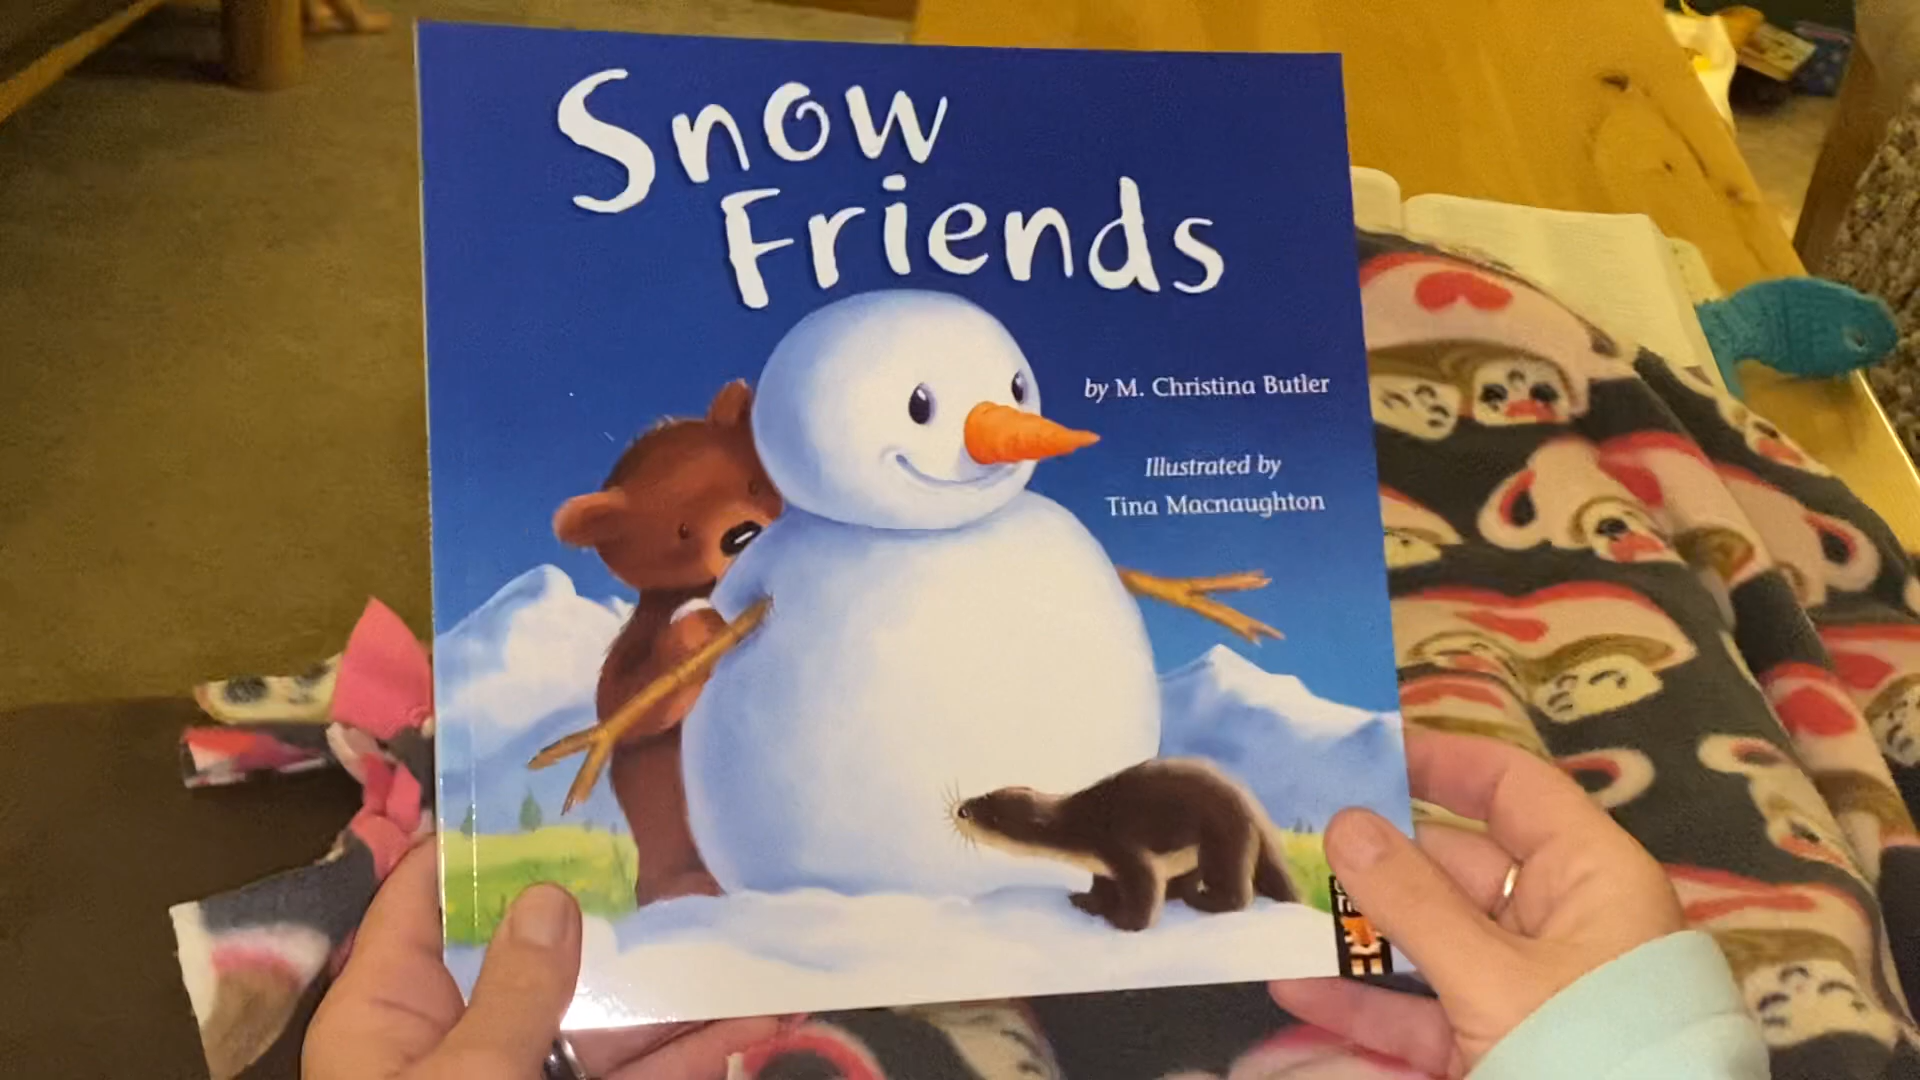 Snow
Friends
by M. Christina Butler
Illustrated by
Tina Macnaughton